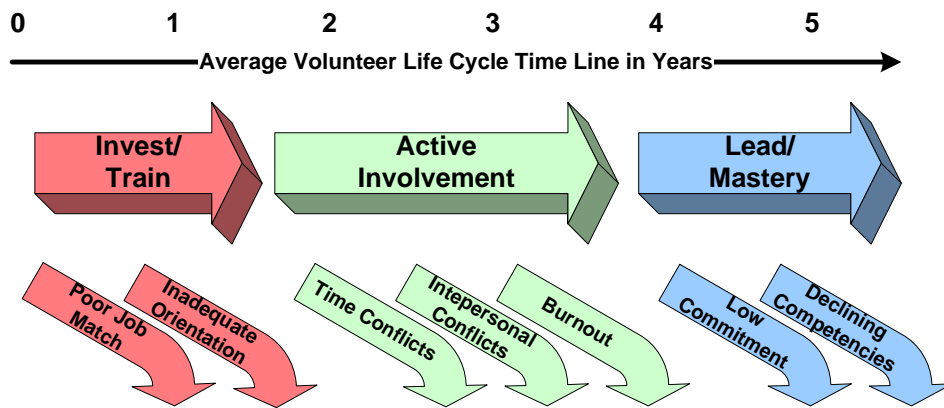 0 1 2 3 4 5
Average Volunteer Life Cycle Time Line in Years
Invest/
Train
Active
Involvement
Lead/
Mastery
Poor Job
Match
Inadequate
Orientation
Time Conflicts
Intepersonal
Conflicts
Burnout
Low
Commitment
Declining
Competencies